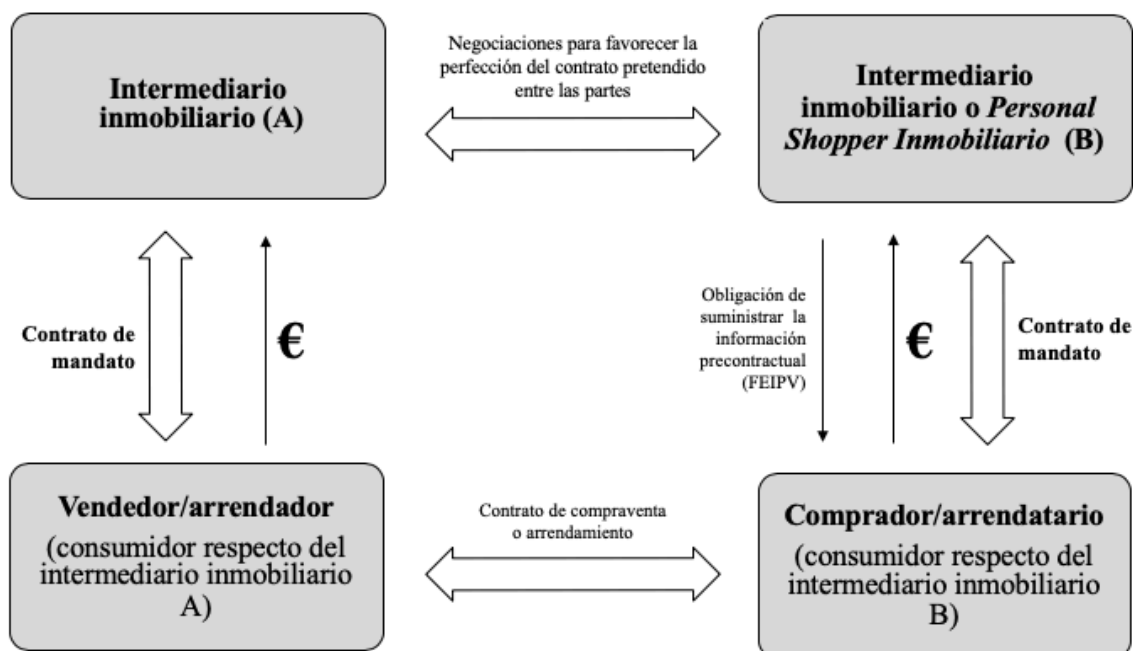 Intermediario
inmobiliario (A)
Negociaciones para favorecer la
perfección del contrato pretendido
entre las partes
Intermediario
inmobiliario o Personal
Shopper Inmobiliario (B)
Contrato de
mandato
€
Obligación de
suministrar la
información
precontractual
(FEIPV)
€
Contrato de
mandato
Vendedor/arrendador
(consumidor respecto del
intermediario inmobiliario
A)
Contrato de compraventa
o arrendamiento
Comprador/arrendatario
(consumidor respecto del
intermediario inmobiliario
B)